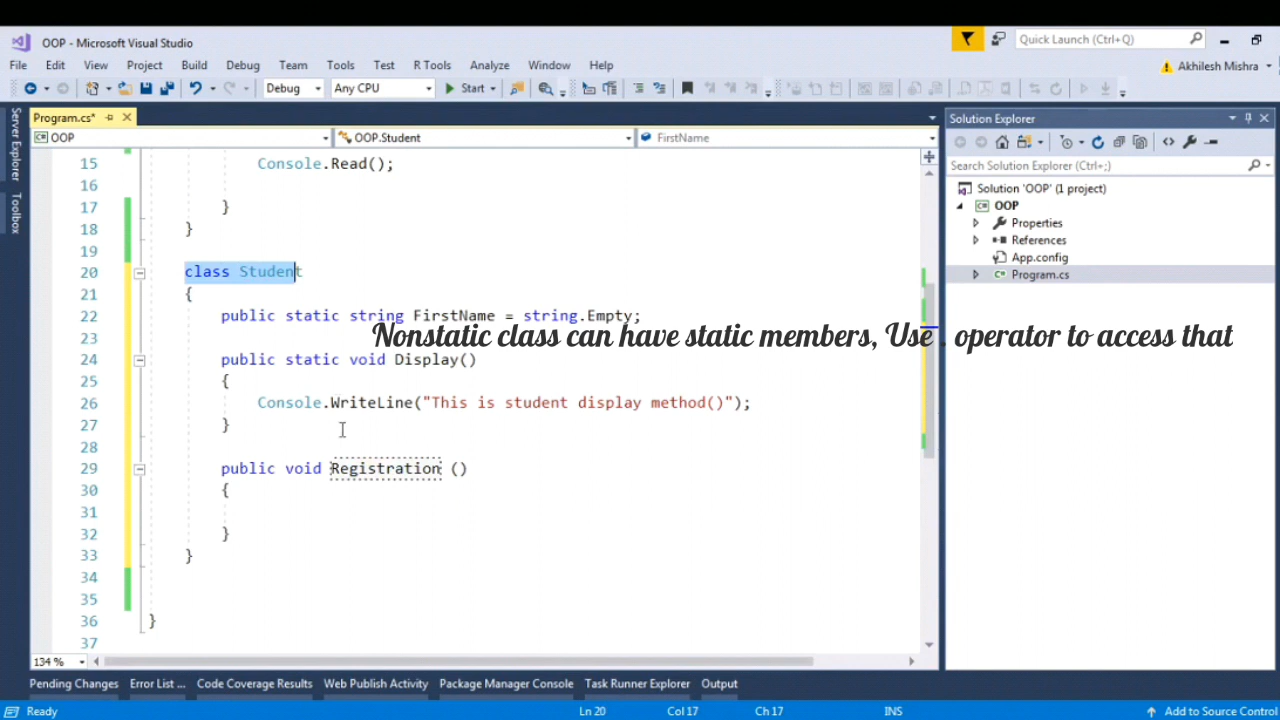 OOP - Microsoft Visual Studio
Quick Launch (Ctrl+Q)
File Edit View Project Build Debug Team Tools Test R Tools Analyze Window Help
Akhilesh Mishra
Debug Any CPU Start
Server Explorer
Toolbox
Program.cs*
OOP OOP.Student FirstName
15 Console.Read();
16
17 }
18 }
19
20 class Student
21 {
22 public static string FirstName = string.Empty;
23
Nonstatic class can have static members, Use . operator to access that
24 public static void Display()
25 {
26 Console.WriteLine("This is student display method()");
27 }
28
29 public void Registration ()
30 {
31
32 }
33 }
34
35
36 }
37
134 %
Solution Explorer
Search Solution Explorer (Ctrl+;)
Solution 'OOP' (1 project)
OOP
Properties
References
App.config
Program.cs
Pending Changes Error List ... Code Coverage Results Web Publish Activity Package Manager Console Task Runner Explorer Output
Ready Ln 20 Col 17 Ch 17 INS Add to Source Control